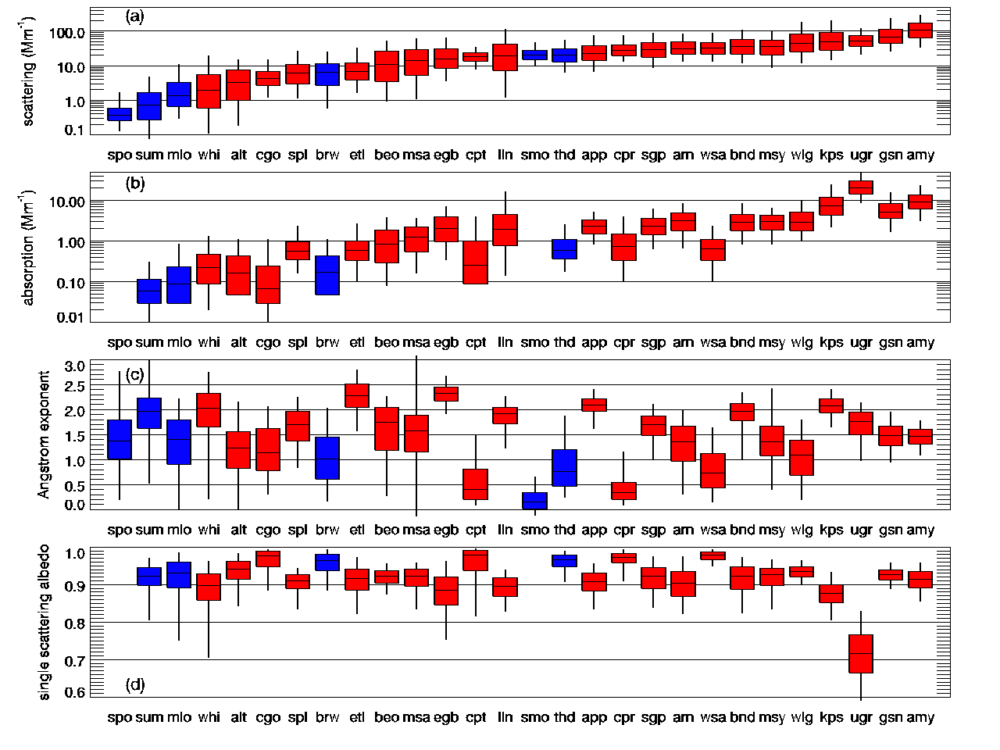 (a)
scattering (Mm⁻¹)
100.0
10.0
1.0
0.1
spo sum mlo whi alt cgo spl brw etl beo msa egb cpt lln smo thd app cpr sgp arn wsa bnd msy wlg kps ugr gsn amy
(b)
absorption (Mm⁻¹)
10.00
1.00
0.10
0.01
spo sum mlo whi alt cgo spl brw etl beo msa egb cpt lln smo thd app cpr sgp arn wsa bnd msy wlg kps ugr gsn amy
(c)
Angstrom exponent
3.0
2.5
2.0
1.5
1.0
0.5
0.0
spo sum mlo whi alt cgo spl brw etl beo msa egb cpt lln smo thd app cpr sgp arn wsa bnd msy wlg kps ugr gsn amy
single scattering albedo
1.0
0.9
0.8
0.7
0.6
(d)
spo sum mlo whi alt cgo spl brw etl beo msa egb cpt lln smo thd app cpr sgp arn wsa bnd msy wlg kps ugr gsn amy